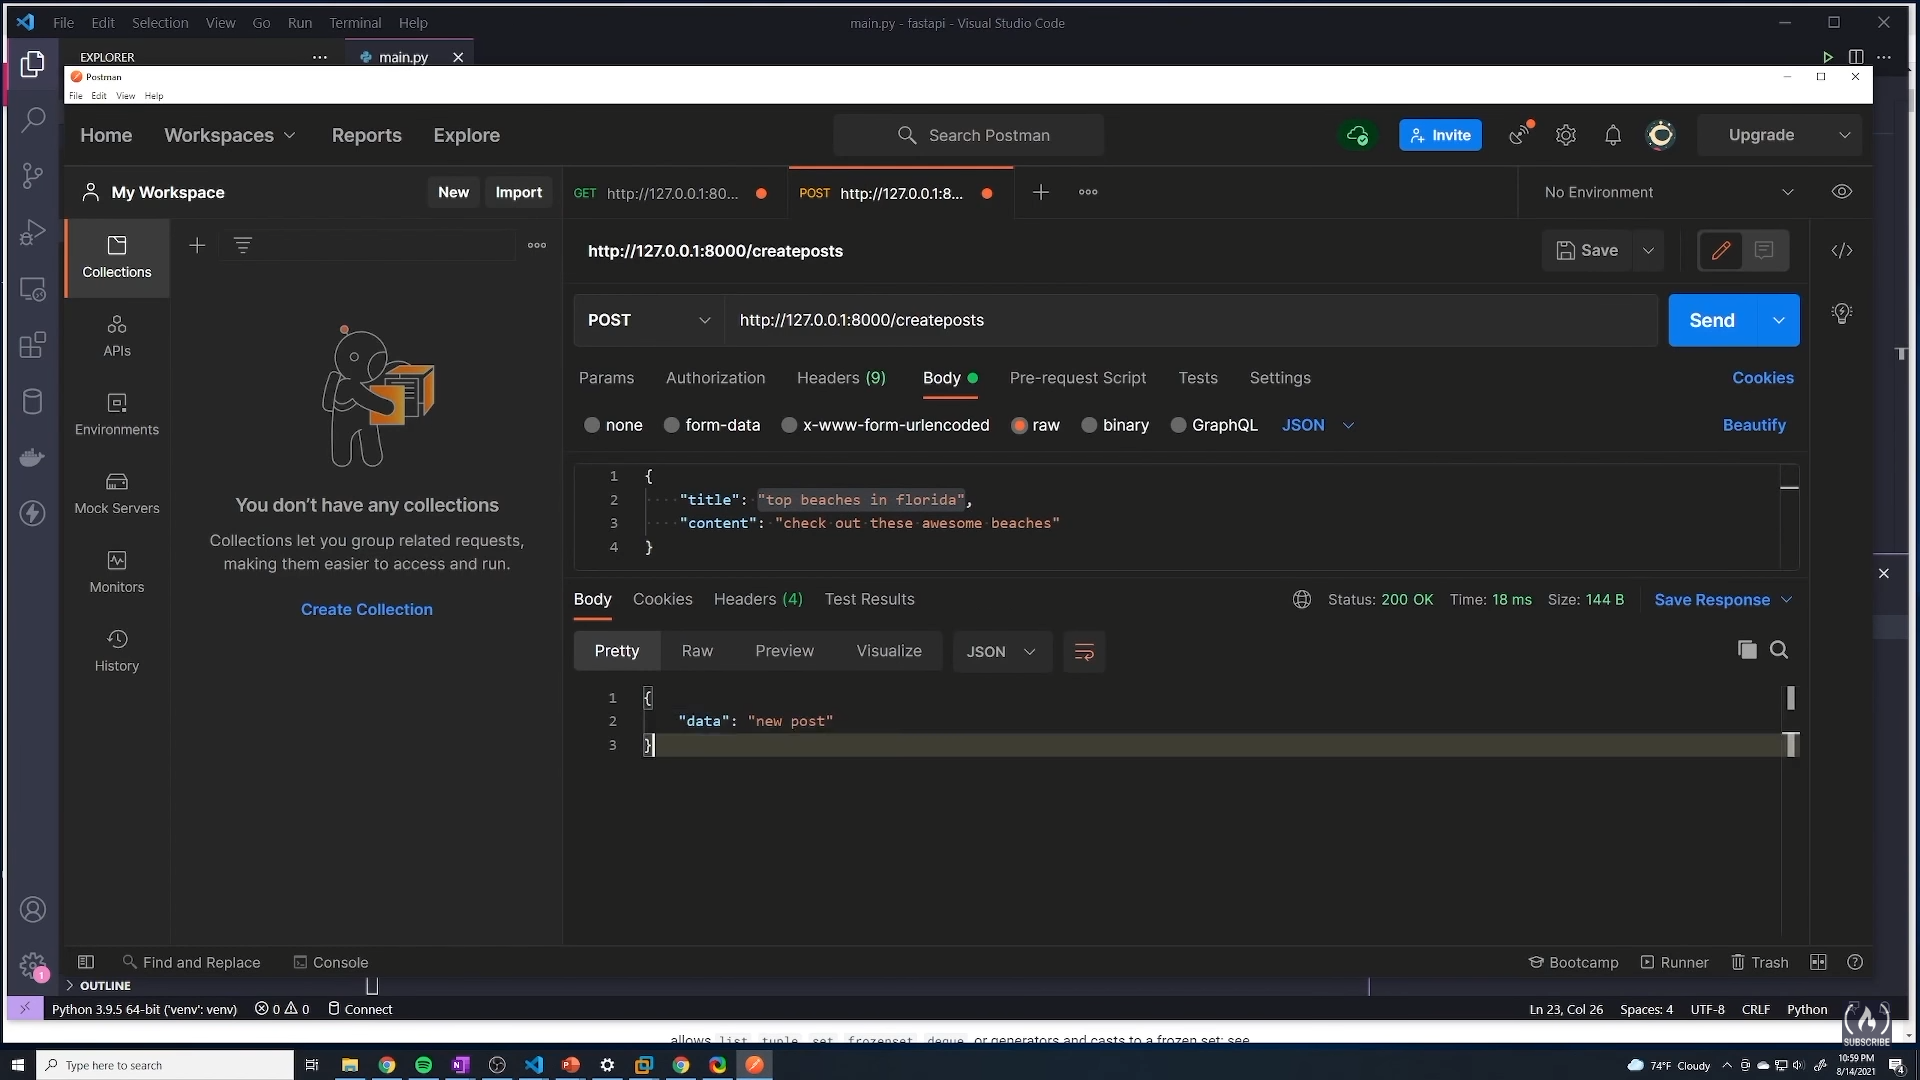 File Edit Selection View Go Run Terminal Help
main.py - fastapi - Visual Studio Code
EXPLORER
main.py
Postman
File Edit View Help
Home Workspaces Reports Explore
Search Postman
Invite
Upgrade
My Workspace
New
Import
GET http://127.0.0.1:80...
POST http://127.0.0.1:8...
No Environment
http://127.0.0.1:8000/createposts
Save
Collections
APIs
Environments
Mock Servers
Monitors
History
You don't have any collections
Collections let you group related requests,
making them easier to access and run.
Create Collection
POST
http://127.0.0.1:8000/createposts
Send
Params Authorization Headers (9) Body Pre-request Script Tests Settings
Cookies
none form-data x-www-form-urlencoded raw binary GraphQL JSON
Beautify
1 {
2 "title": "top beaches in florida",
3 "content": "check out these awesome beaches"
4 }
Body Cookies Headers (4) Test Results
Status: 200 OK Time: 18 ms Size: 144 B
Save Response
Pretty Raw Preview Visualize JSON
1 {
2 "data": "new post"
3 }
Find and Replace
Console
Bootcamp
Runner
Trash
OUTLINE
1
Python 3.9.5 64-bit ('venv': venv)
0 0
Connect
Ln 23, Col 26 Spaces: 4 UTF-8 CRLF Python
SUBSCRIBE
allows list, tuple, set, frozenset, deque, or generators and casts to a frozen set; see
Type here to search
74°F Cloudy
10:59 PM
8/14/2021
4